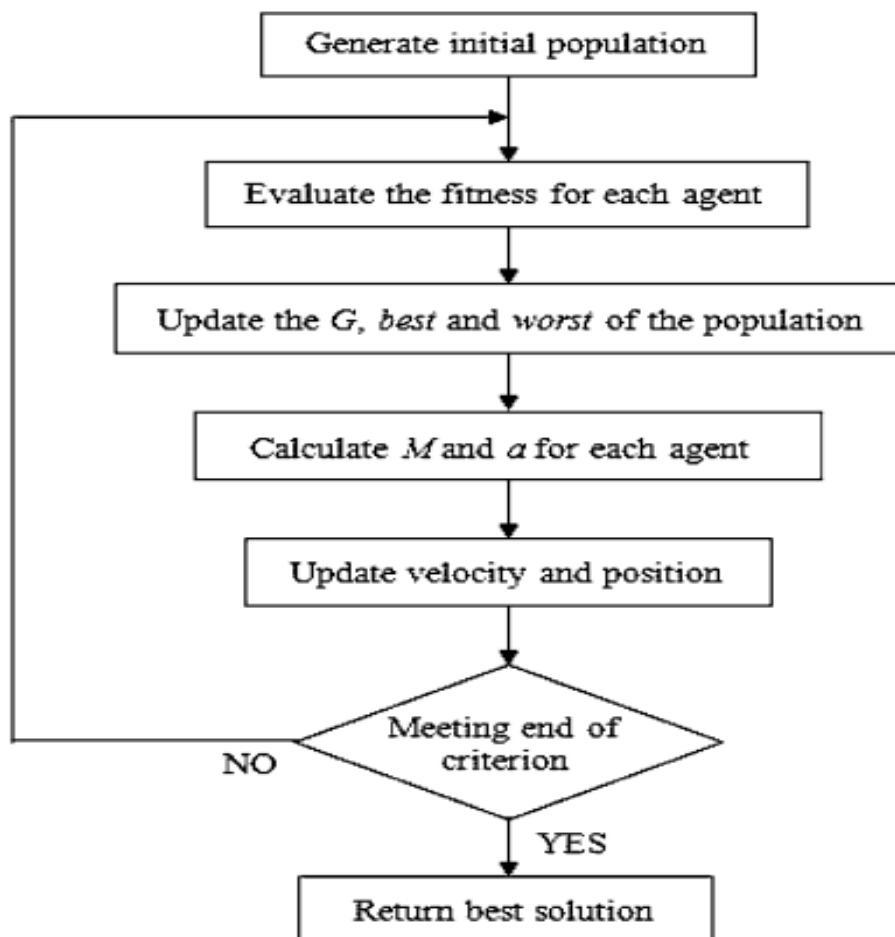 Generate initial population
Evaluate the fitness for each agent
Update the G, best and worst of the population
Calculate M and a for each agent
Update velocity and position
Meeting end of
criterion
NO
YES
Return best solution